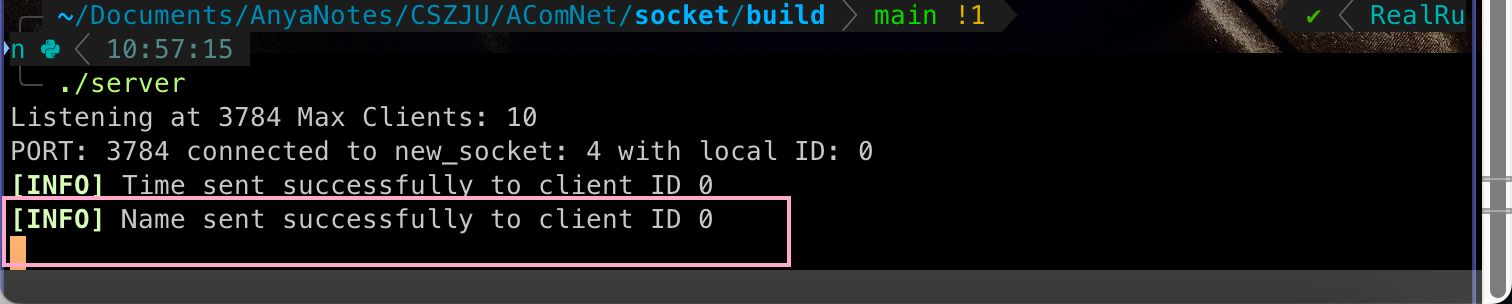 ~/Documents/AnyaNotes/CSZJU/AComNet/socket/build main !1 ✔ RealRu
n 10:57:15
./server
Listening at 3784 Max Clients: 10
PORT: 3784 connected to new_socket: 4 with local ID: 0
[INFO] Time sent successfully to client ID 0
[INFO] Name sent successfully to client ID 0